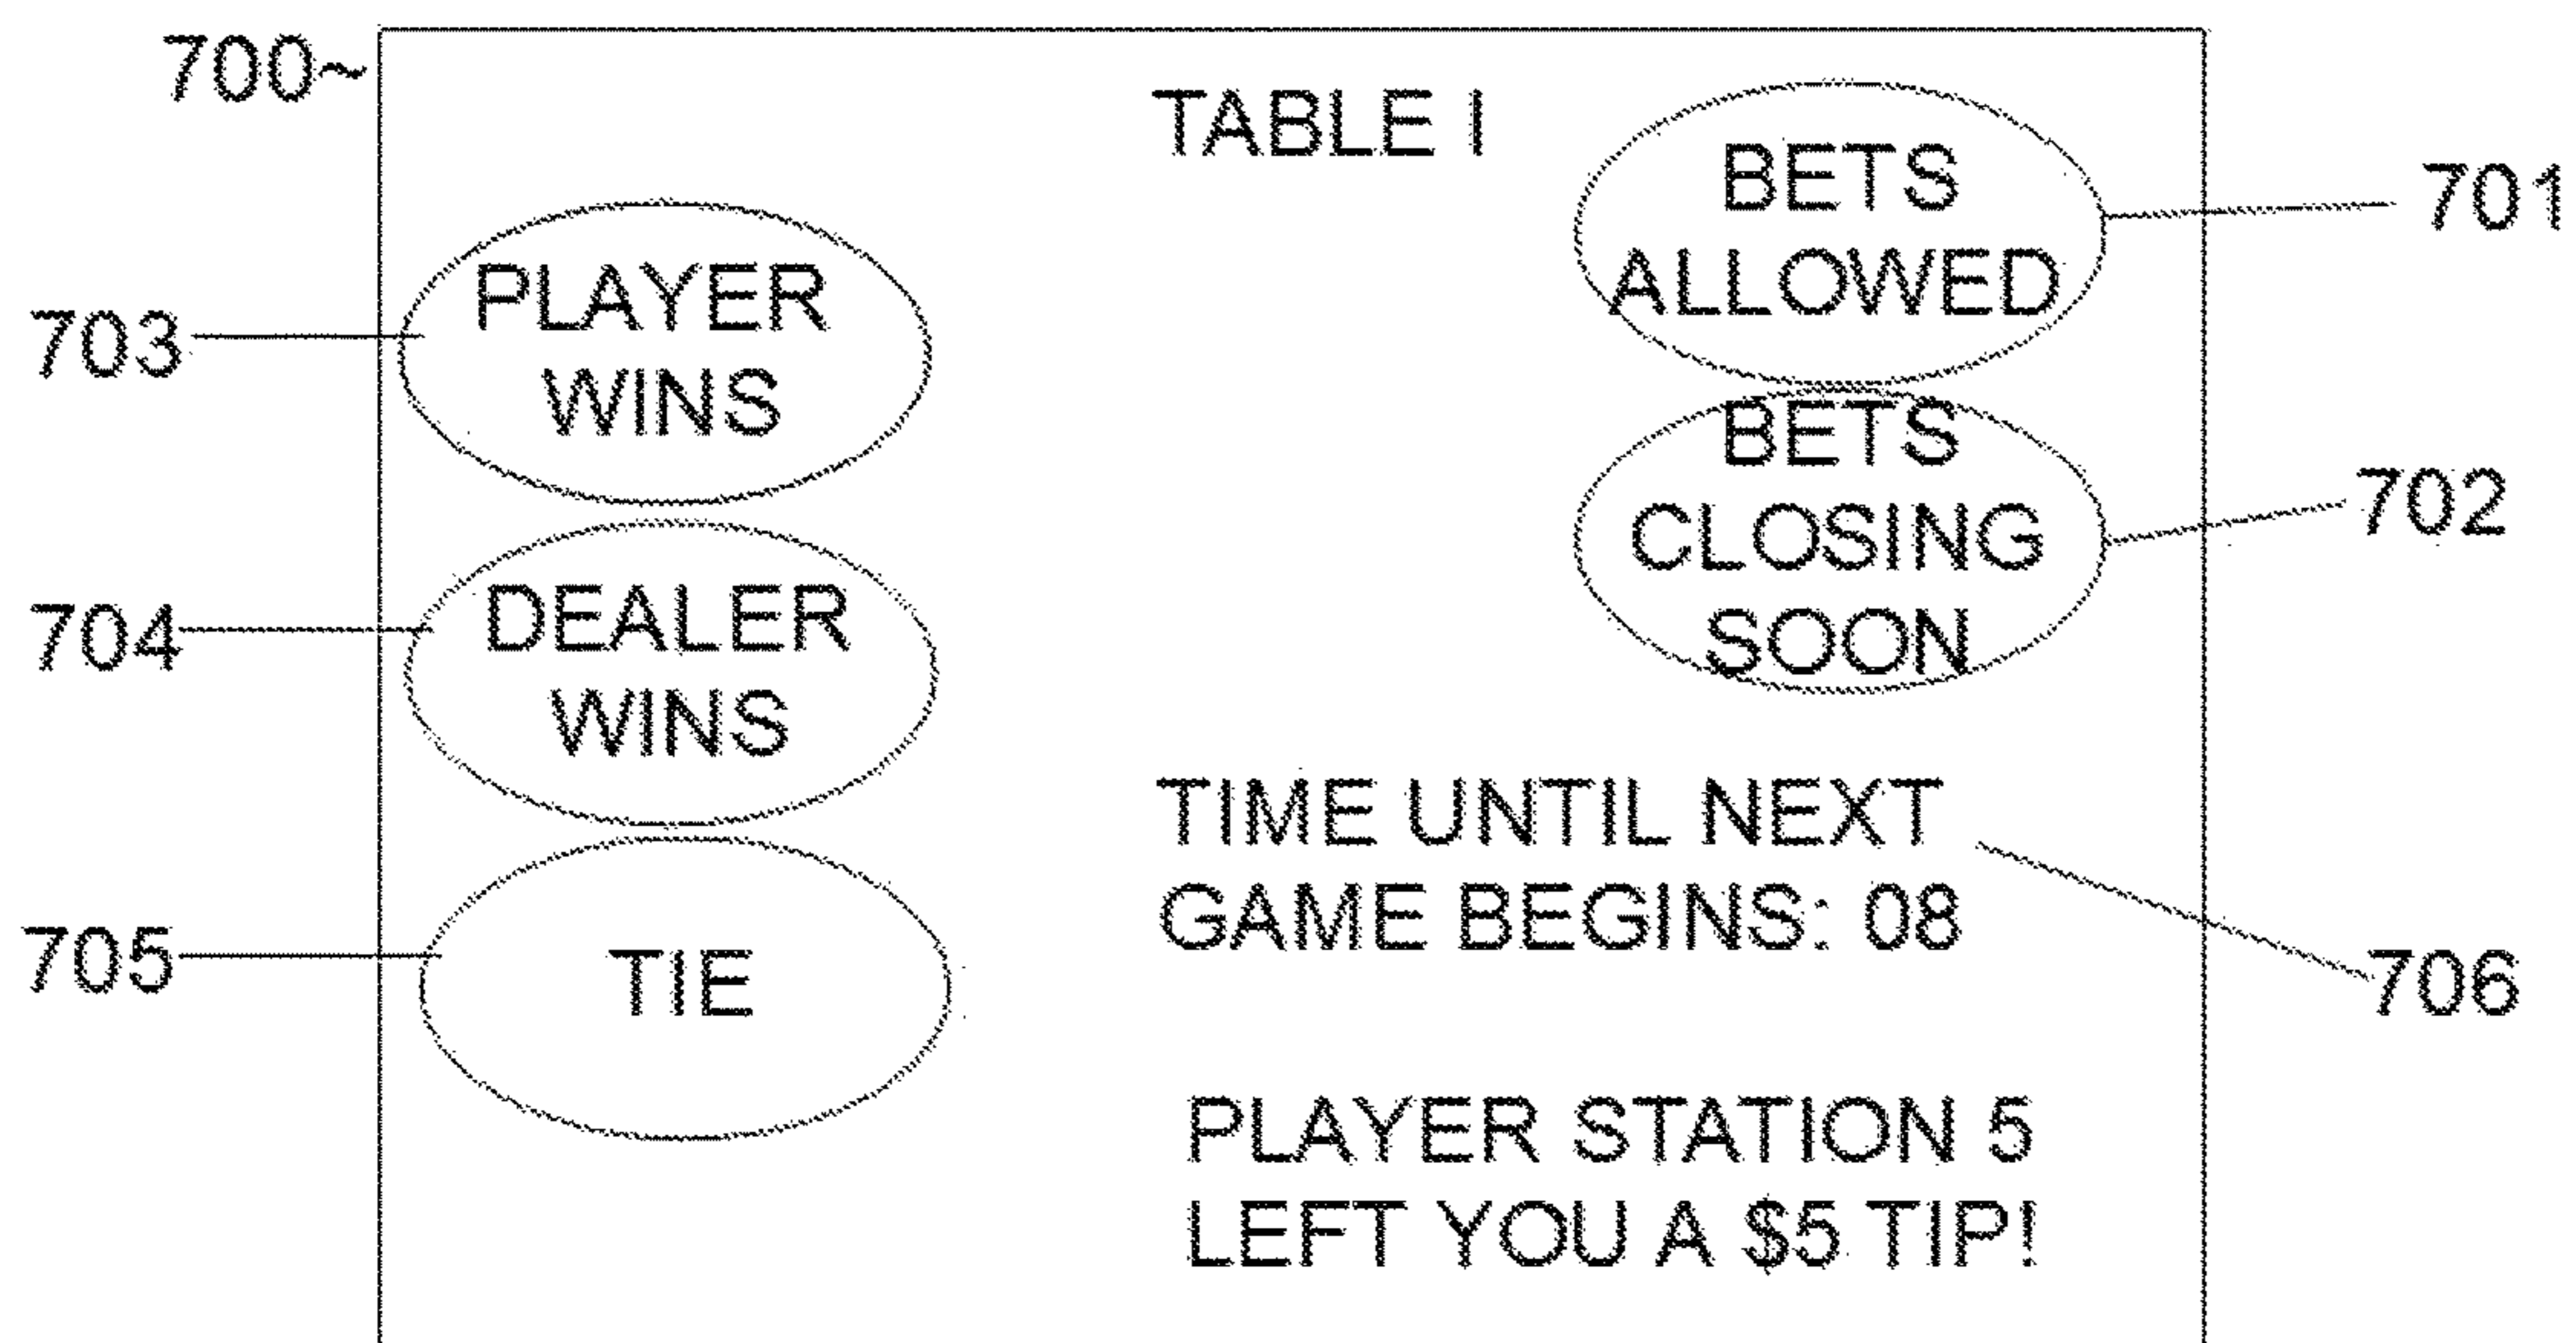 700~
TABLE I
BETS
ALLOWED
701
PLAYER
WINS
703
BETS
CLOSING
SOON
702
DEALER
WINS
704
TIME UNTIL NEXT
GAME BEGINS: 08
706
TIE
705
PLAYER STATION 5
LEFT YOU A $5 TIP!